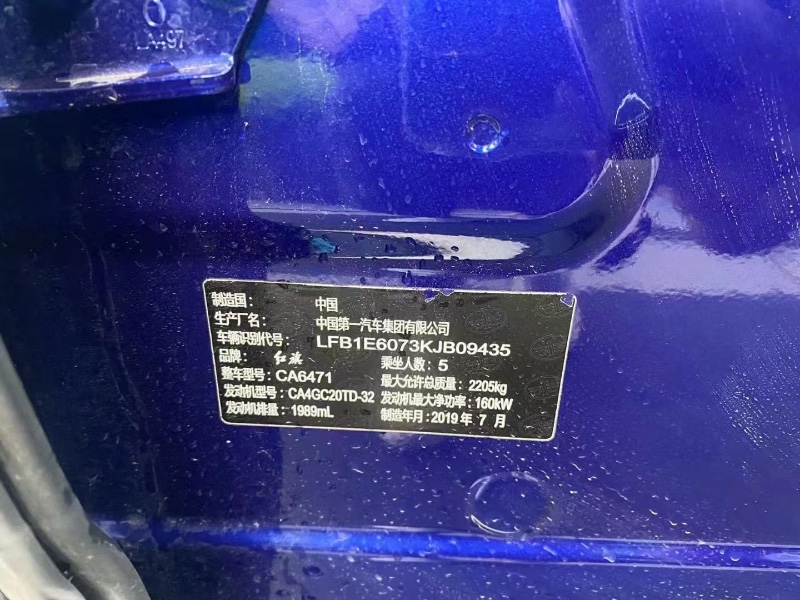 LA497
制造国： 中国
生产厂名： 中国第一汽车集团有限公司
车辆识别代号： LFB1E6073KJB09435
品牌： 红旗 乘坐人数：5
整车型号：CA6471 最大允许总质量：2205kg
发动机型号：CA4GC20TD-32 发动机最大净功率：160kW
发动机排量：1989mL 制造年月：2019年 7 月